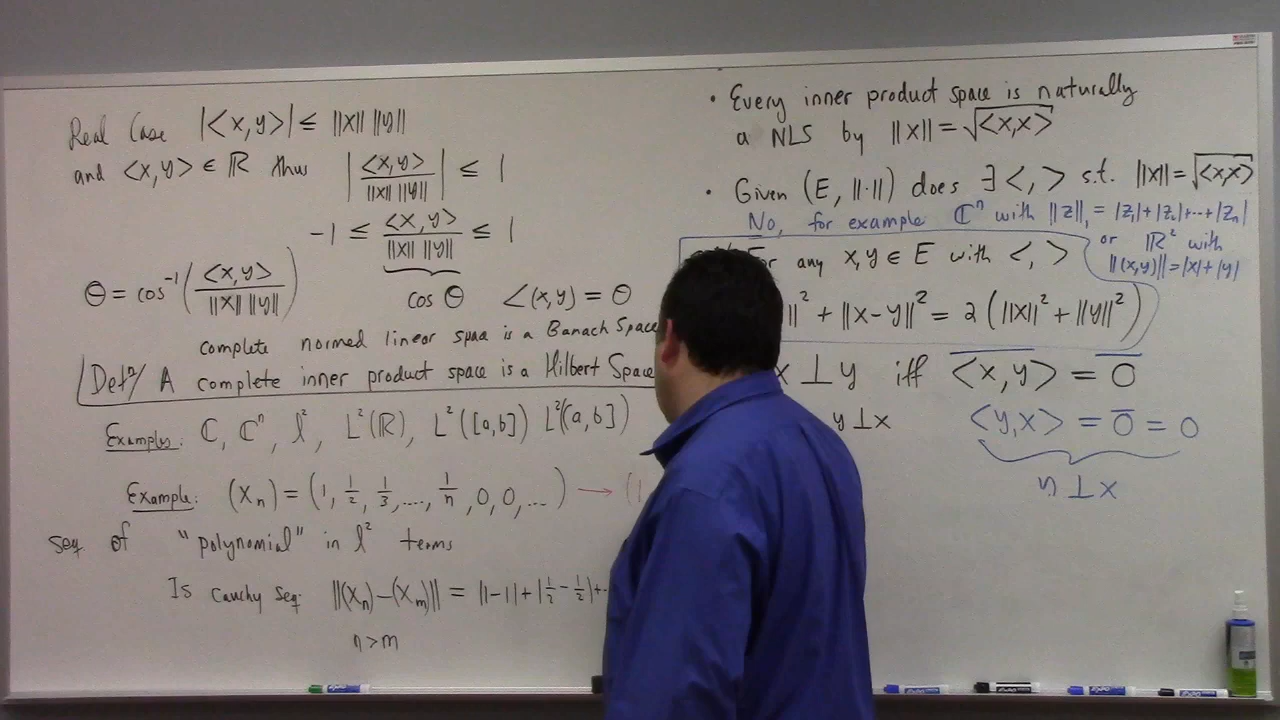 Real Case |<x,y>| ≤ ||x|| ||y||
and <x,y> ∈ ℝ thus | <x,y> / ||x|| ||y|| | ≤ 1
-1 ≤ <x,y> / ||x|| ||y|| ≤ 1
cos θ
θ = cos⁻¹( <x,y> / ||x|| ||y|| )
∠(x,y) = θ
complete normed linear space is a Banach Space
Defⁿ/ A complete inner product space is a Hilbert Space
Examples: ℂ, ℂⁿ, l², L²(ℝ), L²([a,b]) L²((a,b])
Example: (Xₙ) = (1, 1/2, 1/3, ...., 1/n, 0, 0, ... ) → (1
seq of "polynomial" in l² terms
Is cauchy seq: ||(Xₙ)-(Xₘ)|| = |1-1|+|1/2-1/2|+
n>m
• Every inner product space is naturally
a NLS by ||x|| = √<x,x>
• Given (E, ||·||) does ∃ <,> s.t. ||x|| = √<x,x>
No, for example ℂⁿ with ||z||₁ = |z₁|+|z₂|+⋯+|zₙ|
or ℝ² with
||(x,y)||=|x|+|y|
For any x,y ∈ E with <,>
||² + ||x-y||² = 2(||x||² + ||y||²)
x ⊥ y iff <x,y> = 0
y⊥x
<y,x> = 0̅ = 0
y ⊥ x